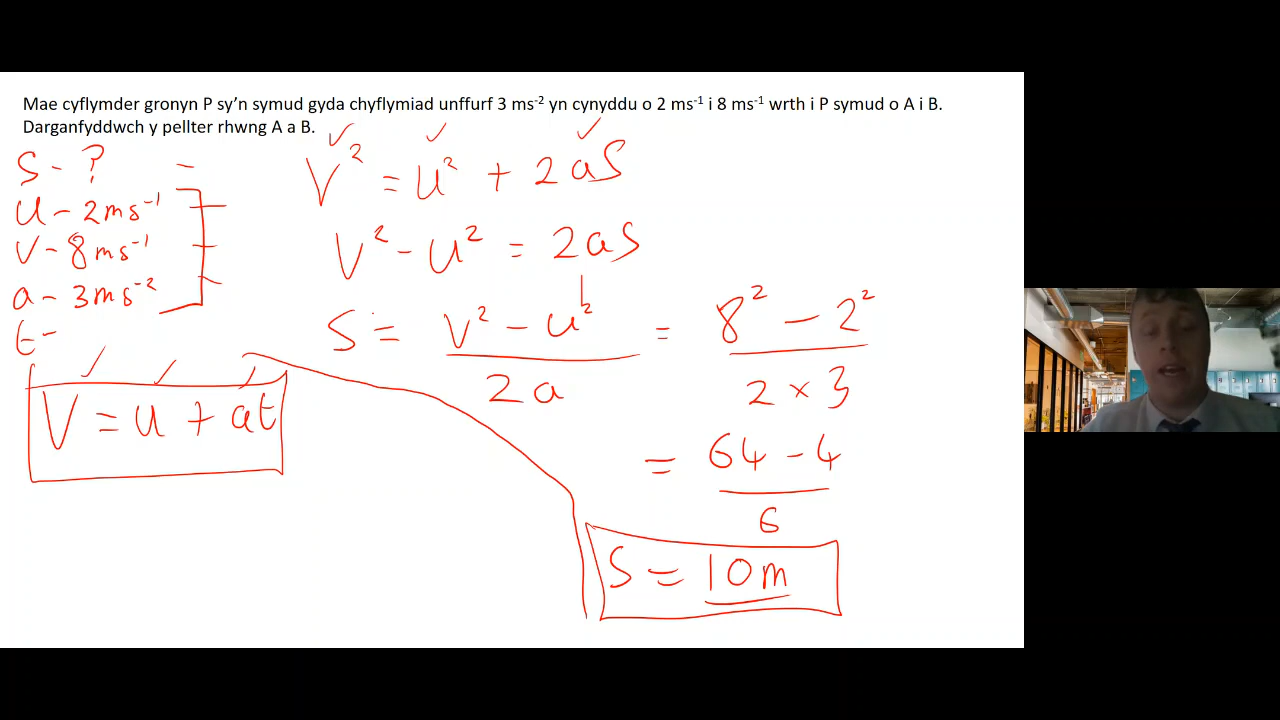 Mae cyflymder gronyn P sy’n symud gyda chyflymiad unffurf 3 ms⁻² yn cynyddu o 2 ms⁻¹ i 8 ms⁻¹ wrth i P symud o A i B.
Darganfyddwch y pellter rhwng A a B.
S - ?
u - 2ms⁻¹
v - 8ms⁻¹
a - 3ms⁻²
t -
V = u + at
V² = u² + 2as
V² - u² = 2as
S = (V² - u²) / 2a = (8² - 2²) / (2 × 3)
= (64 - 4) / 6
S = 10m